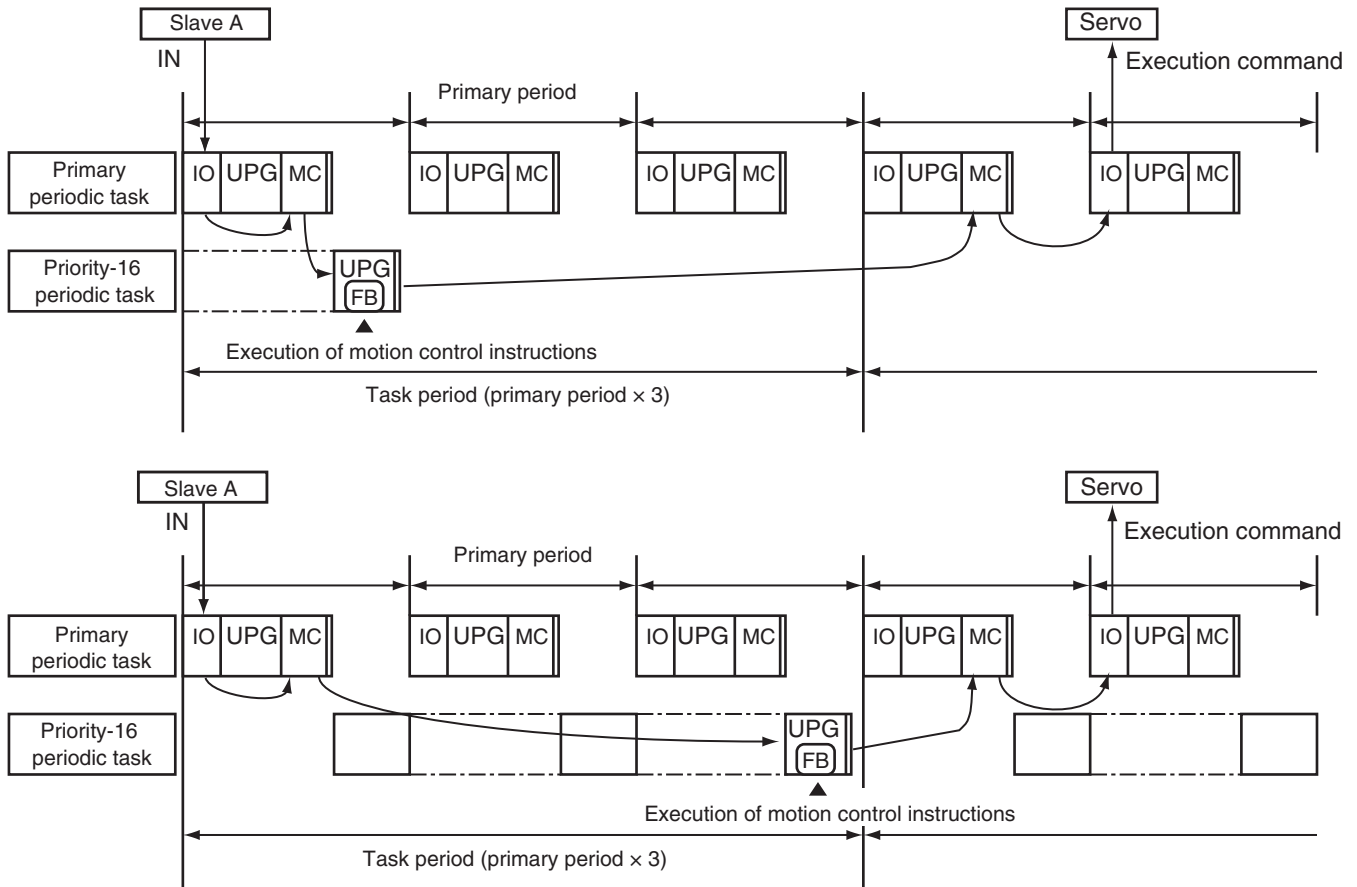 Slave A
Servo
IN
Execution command
Primary period
Primary
periodic task
IO UPG MC
IO UPG MC
IO UPG MC
IO UPG MC
IO UPG MC
Priority-16
periodic task
UPG
FB
Execution of motion control instructions
Task period (primary period × 3)
Slave A
Servo
IN
Execution command
Primary period
Primary
periodic task
IO UPG MC
IO UPG MC
IO UPG MC
IO UPG MC
IO UPG MC
Priority-16
periodic task
UPG
FB
Execution of motion control instructions
Task period (primary period × 3)